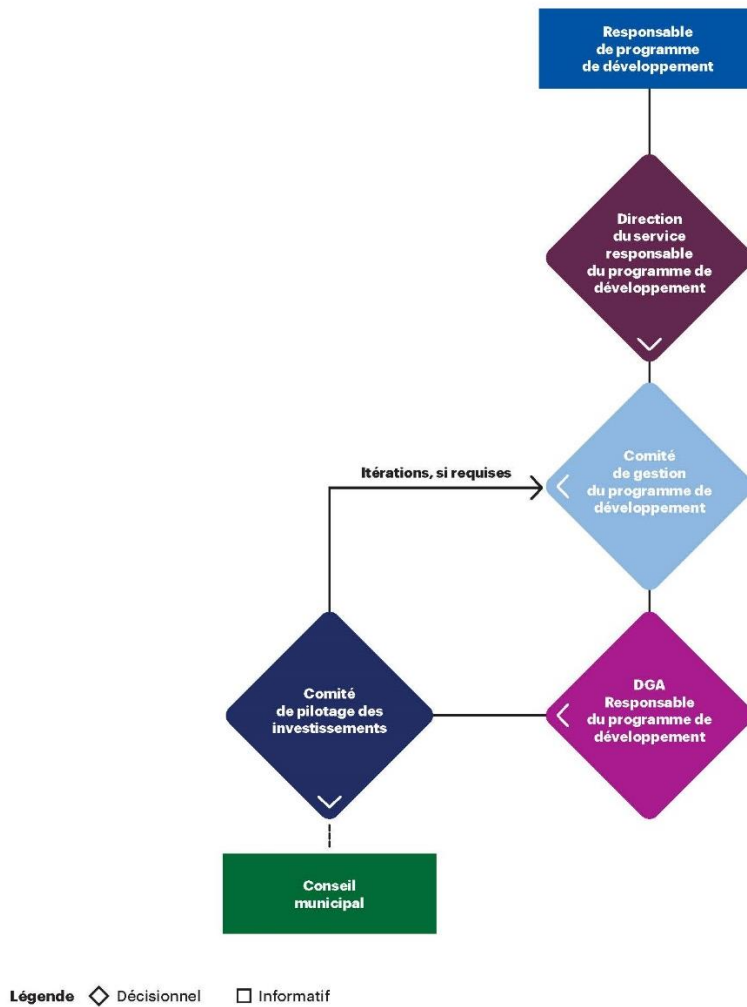 Responsable
de programme
de développement
Direction
du service
responsable
du programme de
développement
Comité
de gestion
du programme de
développement
Itérations, si requises
DGA
Responsable
du programme de
développement
Comité
de pilotage des
investissements
Conseil
municipal
Légende Décisionnel Informatif